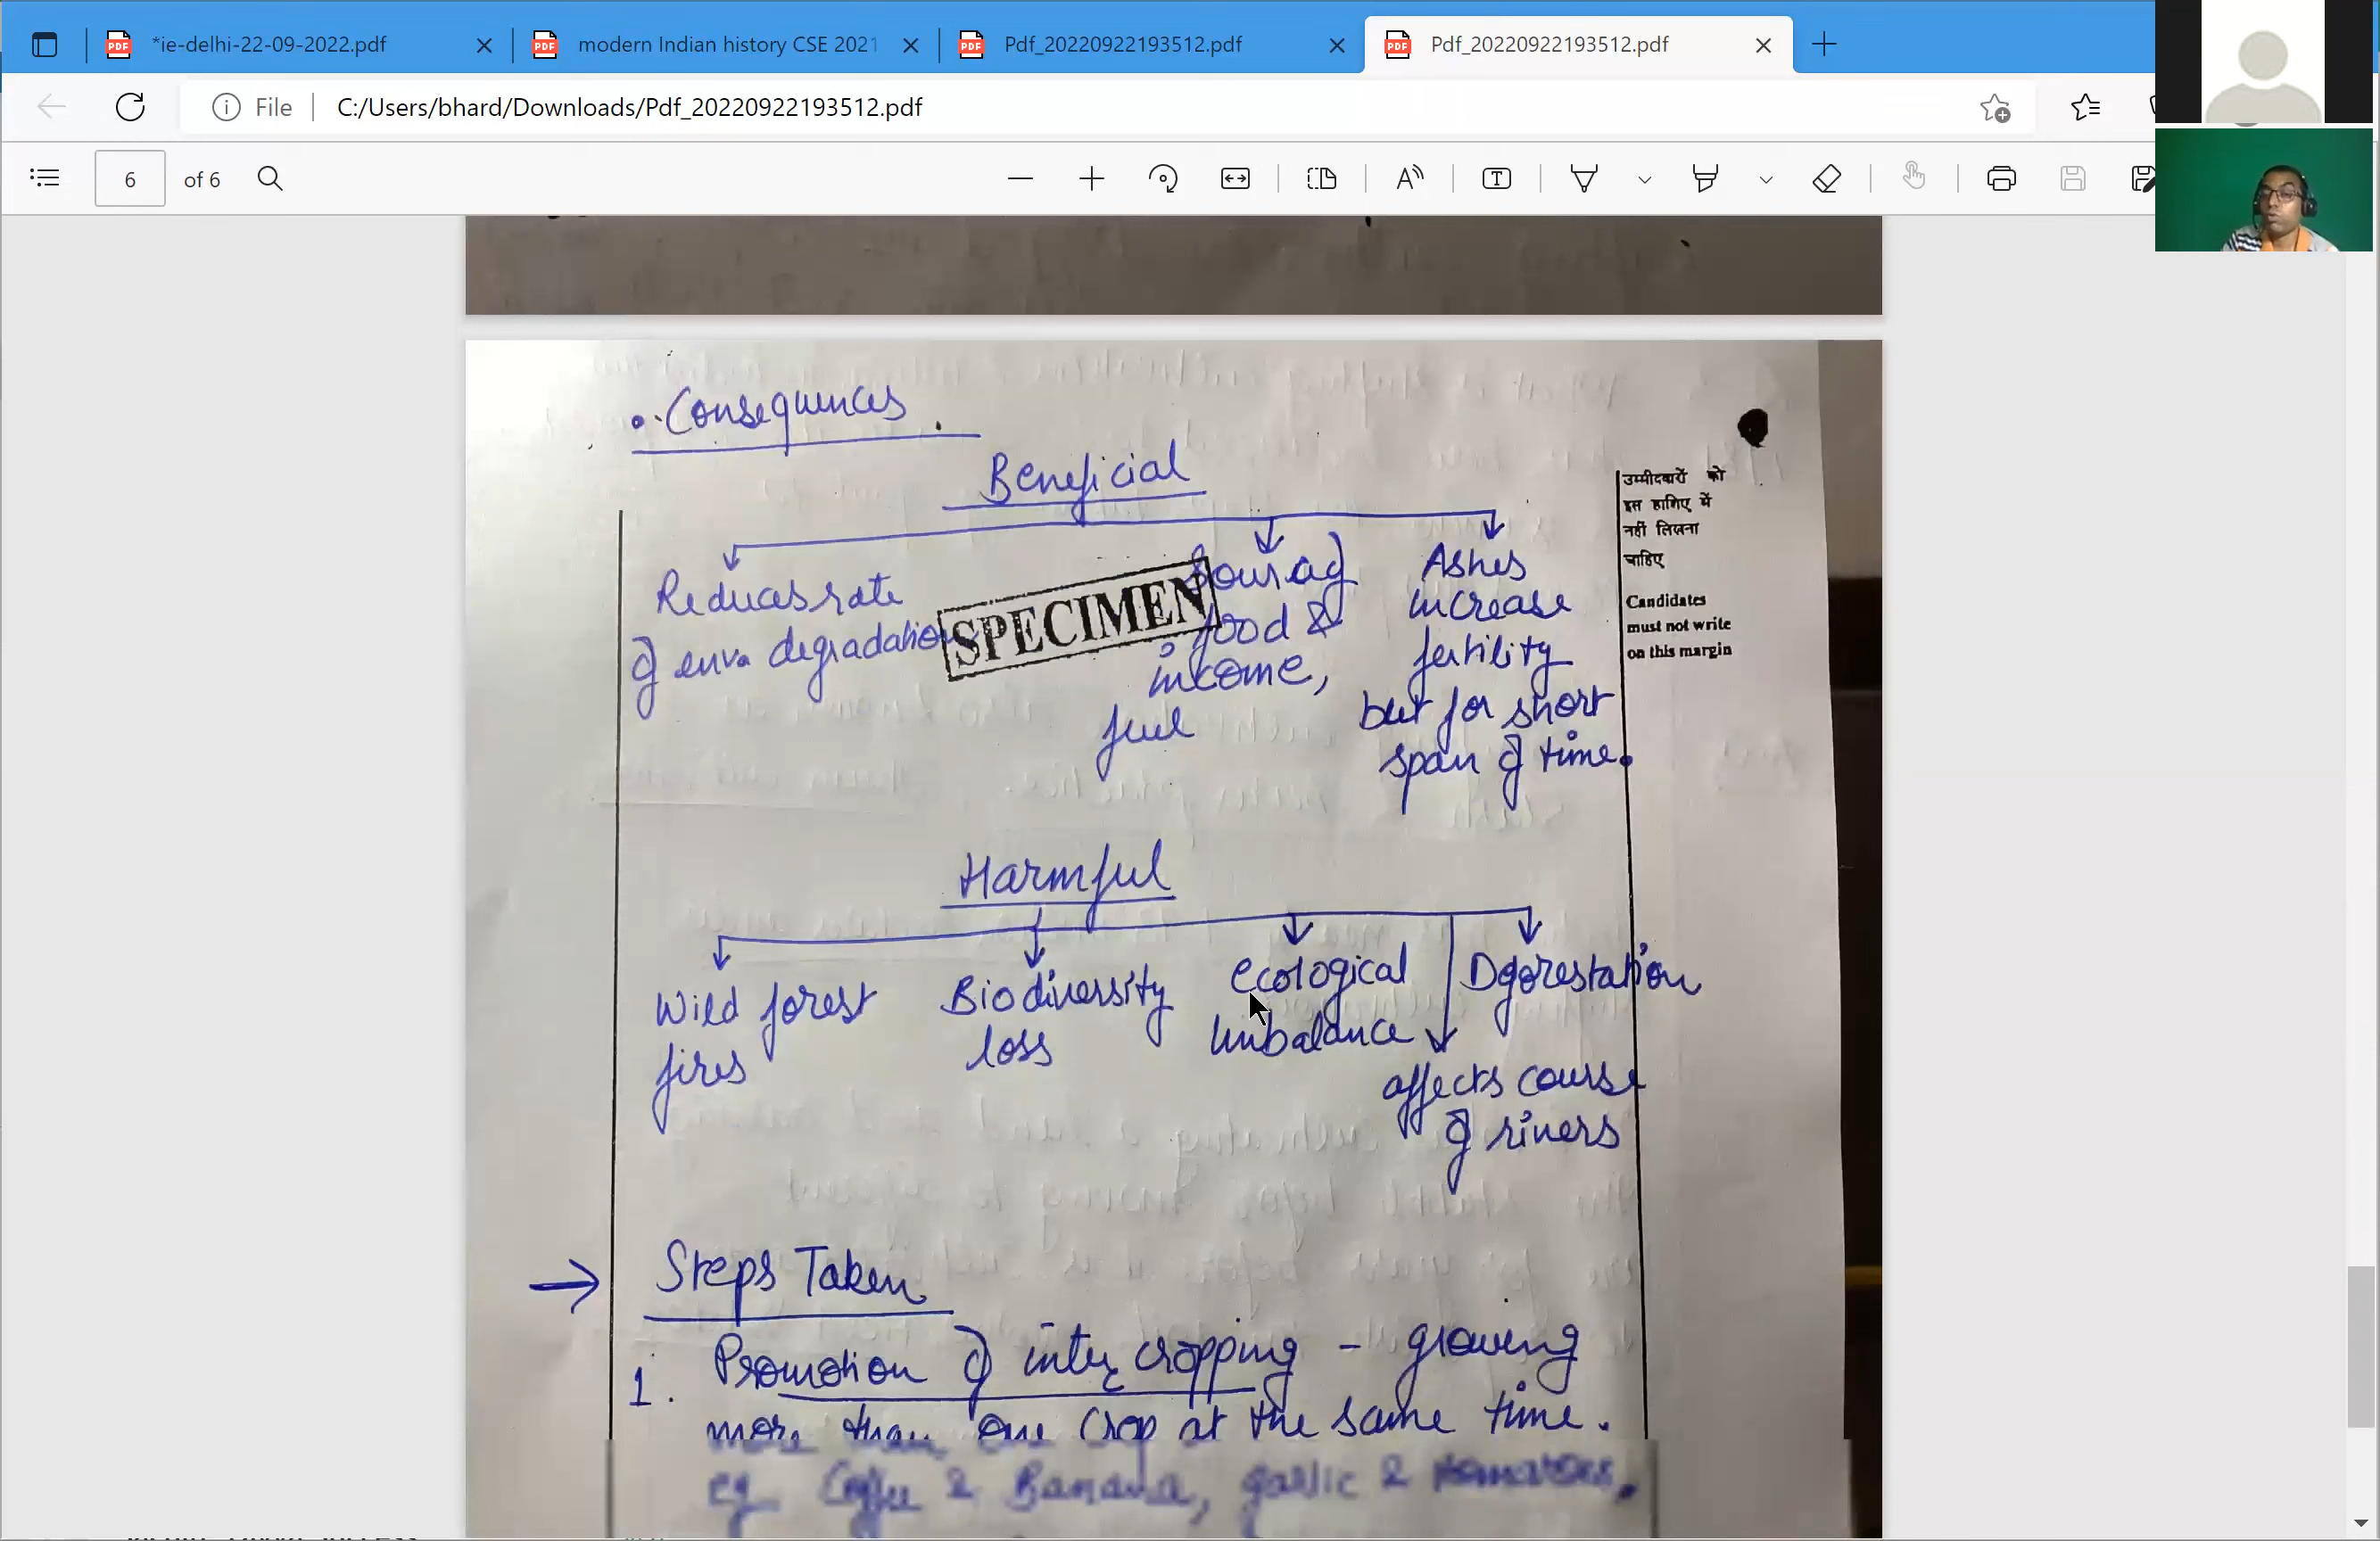 *ie-delhi-22-09-2022.pdf
modern Indian history CSE 2021
Pdf_20220922193512.pdf
Pdf_20220922193512.pdf
File
C:/Users/bhard/Downloads/Pdf_20220922193512.pdf
6 of 6
• Consequences
Beneficial
Reduces rate
of env. degradation
SPECIMEN
Source of
food &
income,
fuel
Ashes
increase
fertility
but for short
span of time.
उम्मीदवारों को
इस हाशिए में
नहीं लिखना
चाहिए
Candidates
must not write
on this margin
Harmful
Wild forest
fires
Biodiversity
loss
ecological
imbalance
affects course
of rivers
Deforestation
→ Steps Taken
1. Promotion of inter cropping - growing
more than one crop at the same time.
eg. Coffee & Banana, garlic & tomatoes.